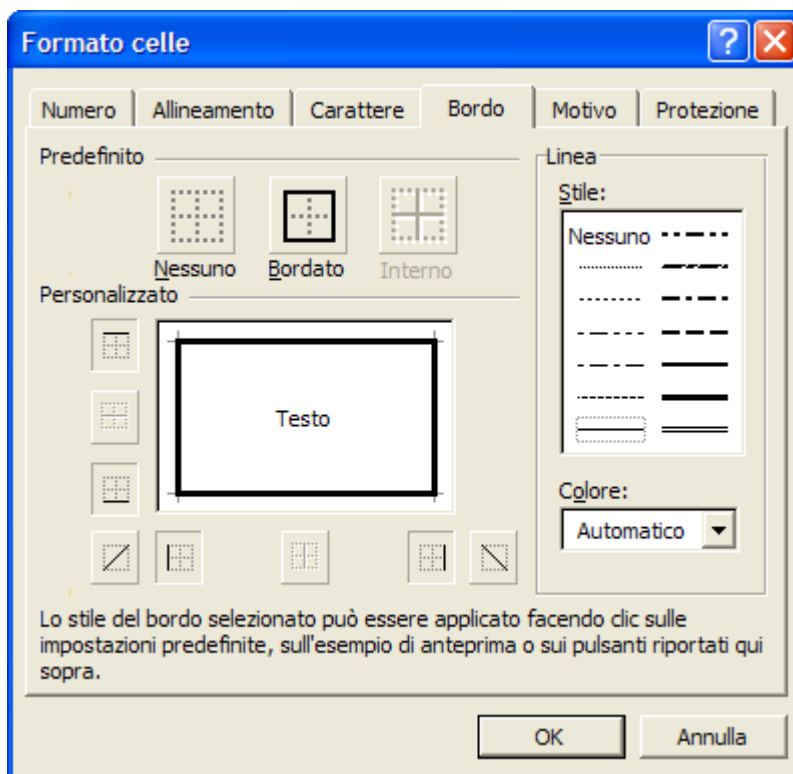 Formato celle
Numero Allineamento Carattere Bordo Motivo Protezione
Predefinito
Nessuno Bordato Interno
Personalizzato
Testo
Linea
Stile:
Nessuno
Colore:
Automatico
Lo stile del bordo selezionato può essere applicato facendo clic sulle
impostazioni predefinite, sull'esempio di anteprima o sui pulsanti riportati qui
sopra.
OK Annulla